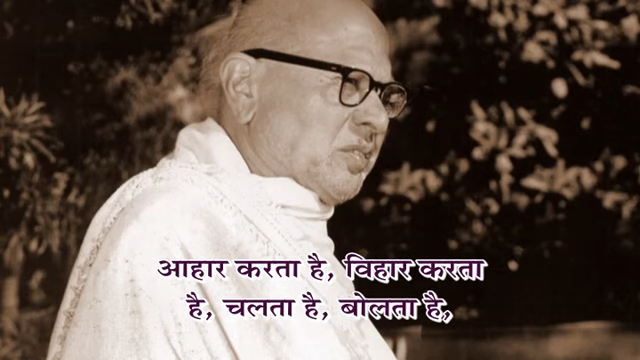 आहार करता है, विहार करता
है, चलता है, बोलता है,